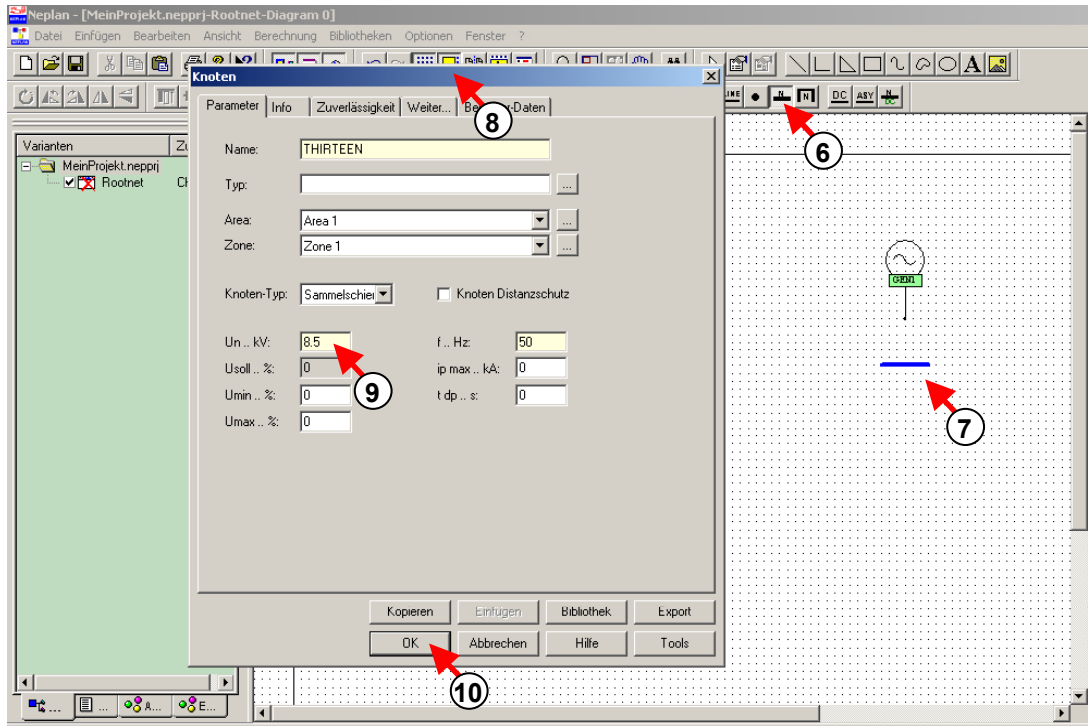 Neplan - [MeinProjekt.nepprj-Rootnet-Diagram 0]
Datei Einfügen Bearbeiten Ansicht Berechnung Bibliotheken Optionen Fenster ?
A
N N DC ASY N DC
Knoten
Parameter Info Zuverlässigkeit Weiter... -Daten
8
6
Varianten
MeinProjekt.nepprj
Rootnet
Name: THIRTEEN
Typ: ...
Area: Area 1 ...
Zone: Zone 1 ...
Knoten-Typ: Sammelschie Knoten Distanzschutz
Un .. kV: 8.5 f .. Hz: 50
Usoll .. %: 0 ip max .. kA: 0
Umin .. %: 0 t dp .. s: 0
Umax .. %: 0
9
GEN1
7
Kopieren Einfügen Bibliothek Export
OK Abbrechen Hilfe Tools
10
... ... A... E...